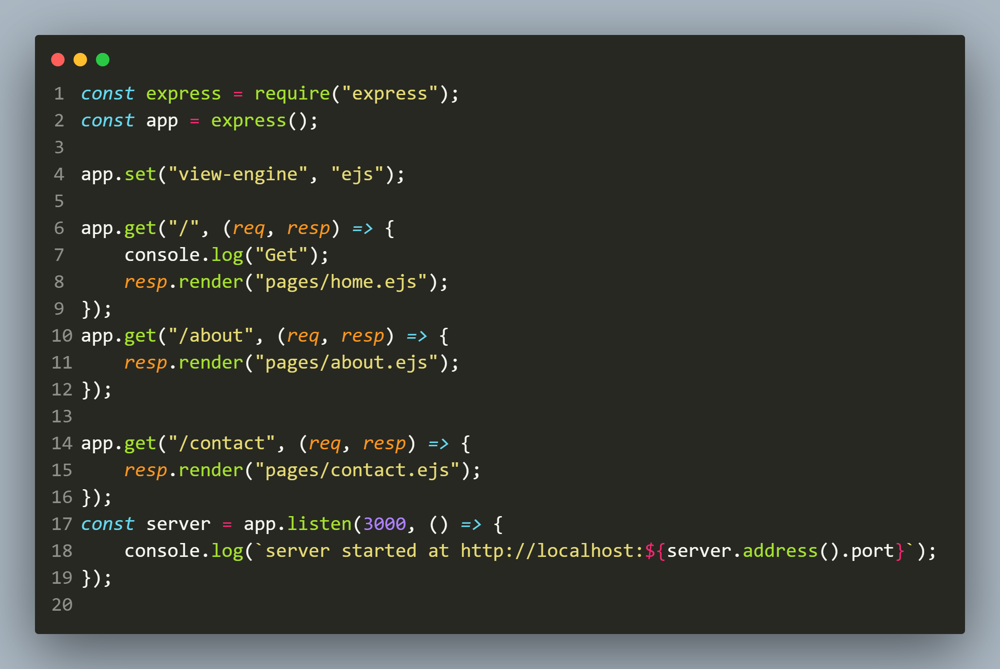 1 const express = require("express");
2 const app = express();
3
4 app.set("view-engine", "ejs");
5
6 app.get("/", (req, resp) => {
7     console.log("Get");
8     resp.render("pages/home.ejs");
9 });
10 app.get("/about", (req, resp) => {
11     resp.render("pages/about.ejs");
12 });
13
14 app.get("/contact", (req, resp) => {
15     resp.render("pages/contact.ejs");
16 });
17 const server = app.listen(3000, () => {
18     console.log(`server started at http://localhost:${server.address().port}`);
19 });
20